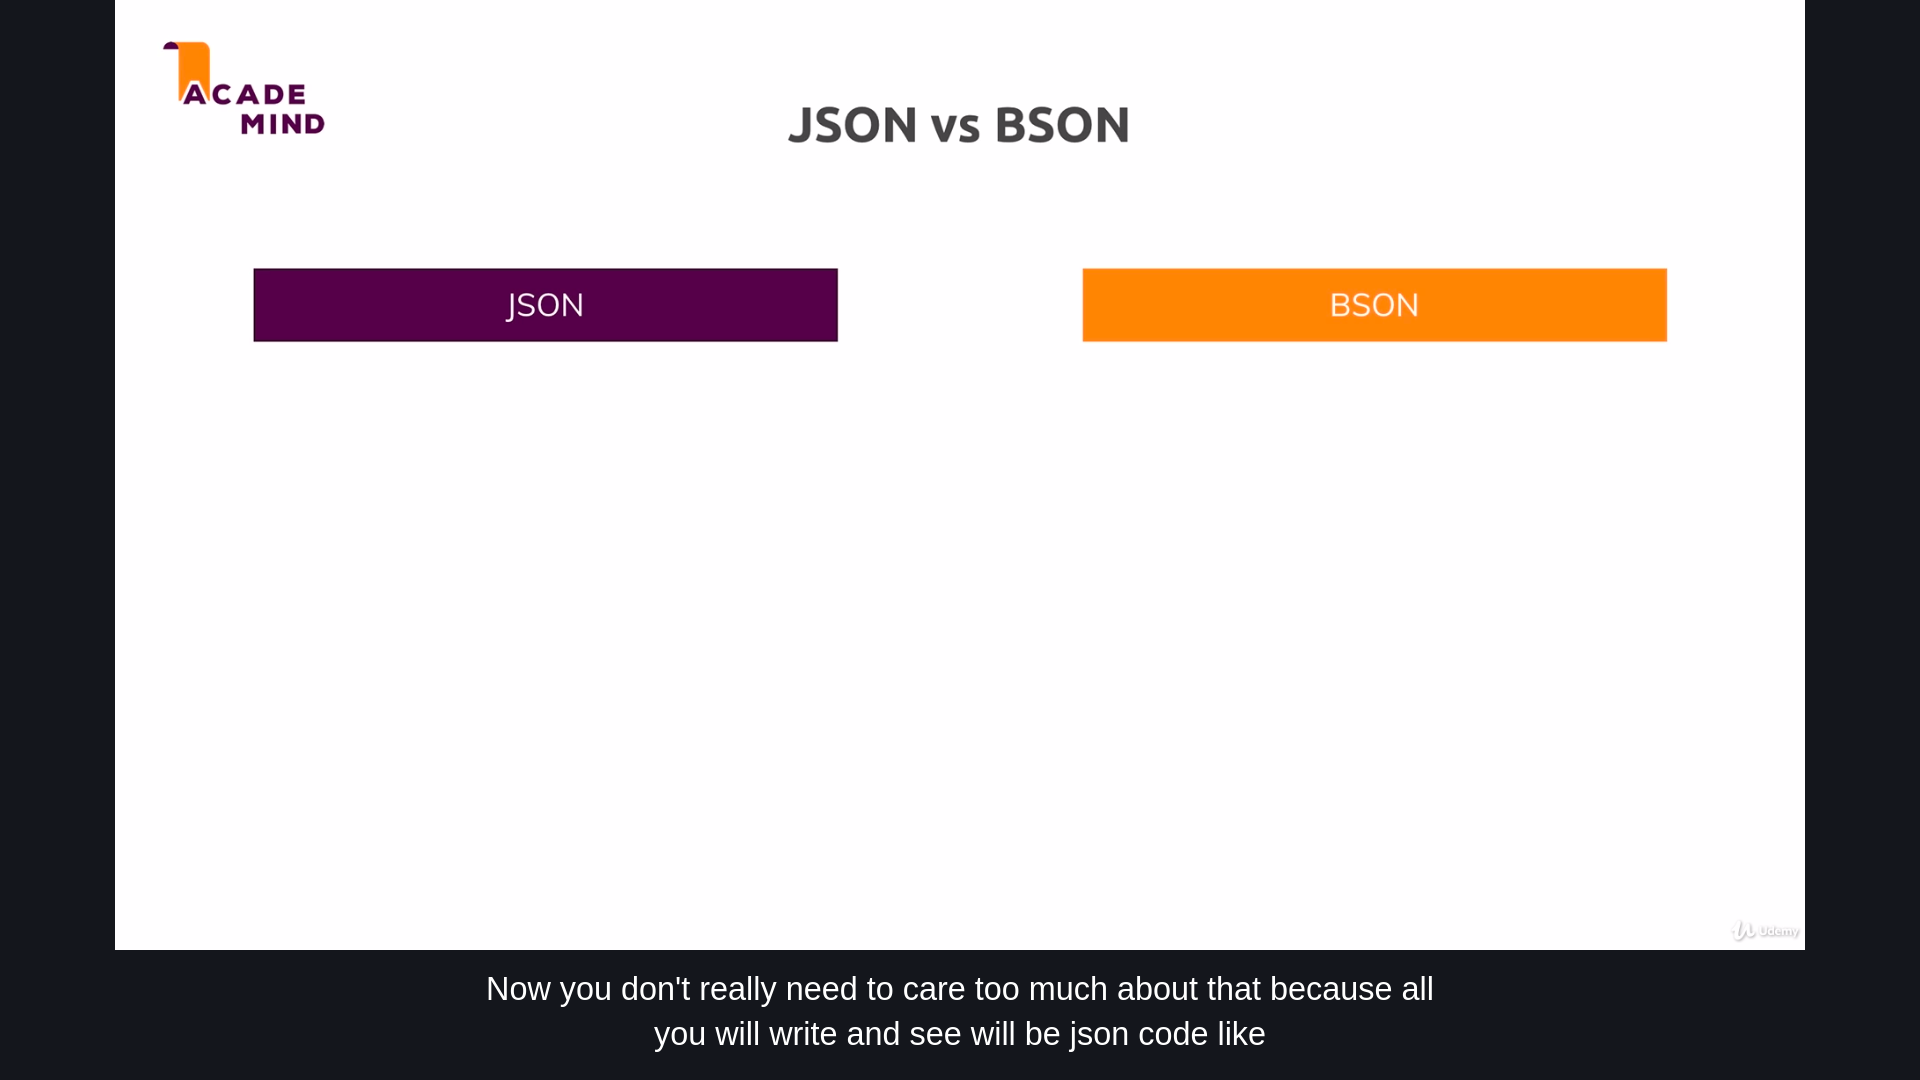 ACADE
MIND
JSON vs BSON
JSON
BSON
Udemy
Now you don't really need to care too much about that because all
you will write and see will be json code like